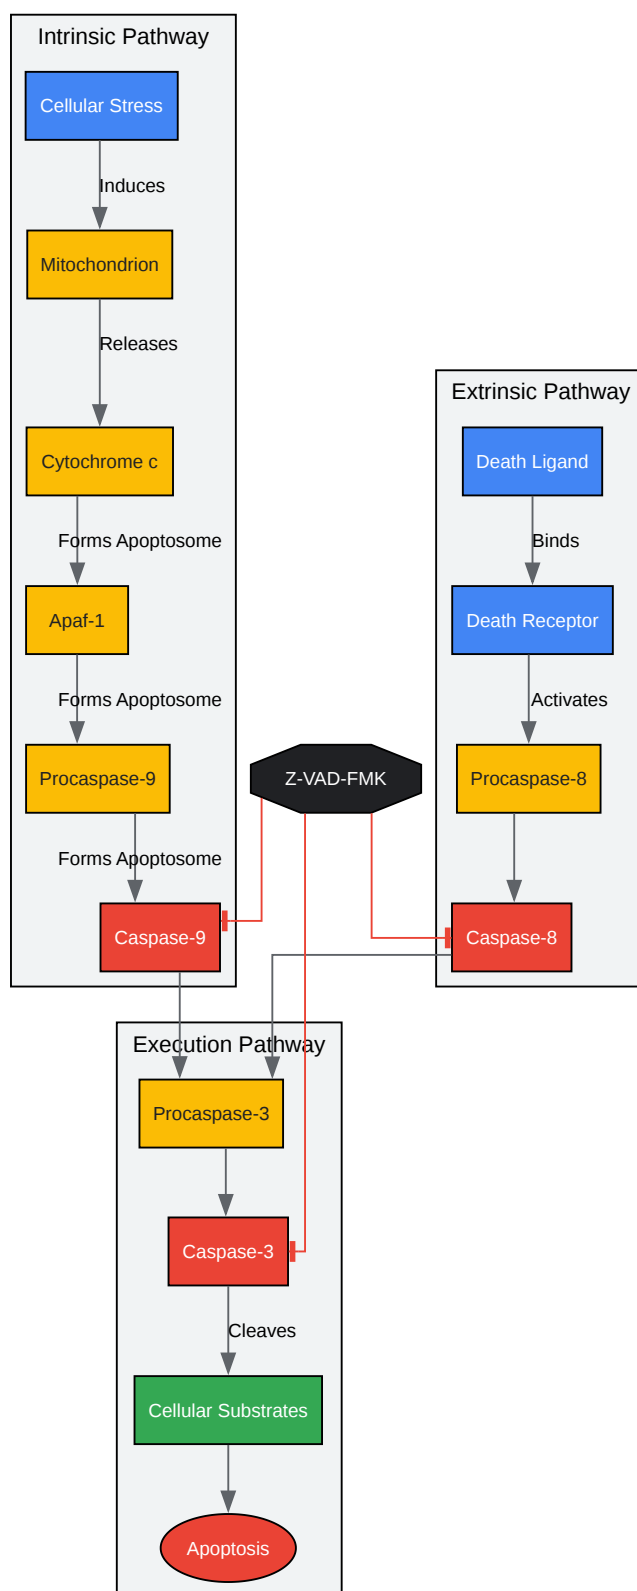 Intrinsic Pathway
Cellular Stress
Induces
Mitochondrion
Releases
Cytochrome c
Forms Apoptosome
Apaf-1
Forms Apoptosome
Procaspase-9
Forms Apoptosome
Caspase-9
Extrinsic Pathway
Death Ligand
Binds
Death Receptor
Activates
Procaspase-8
Caspase-8
Z-VAD-FMK
Execution Pathway
Procaspase-3
Caspase-3
Cleaves
Cellular Substrates
Apoptosis